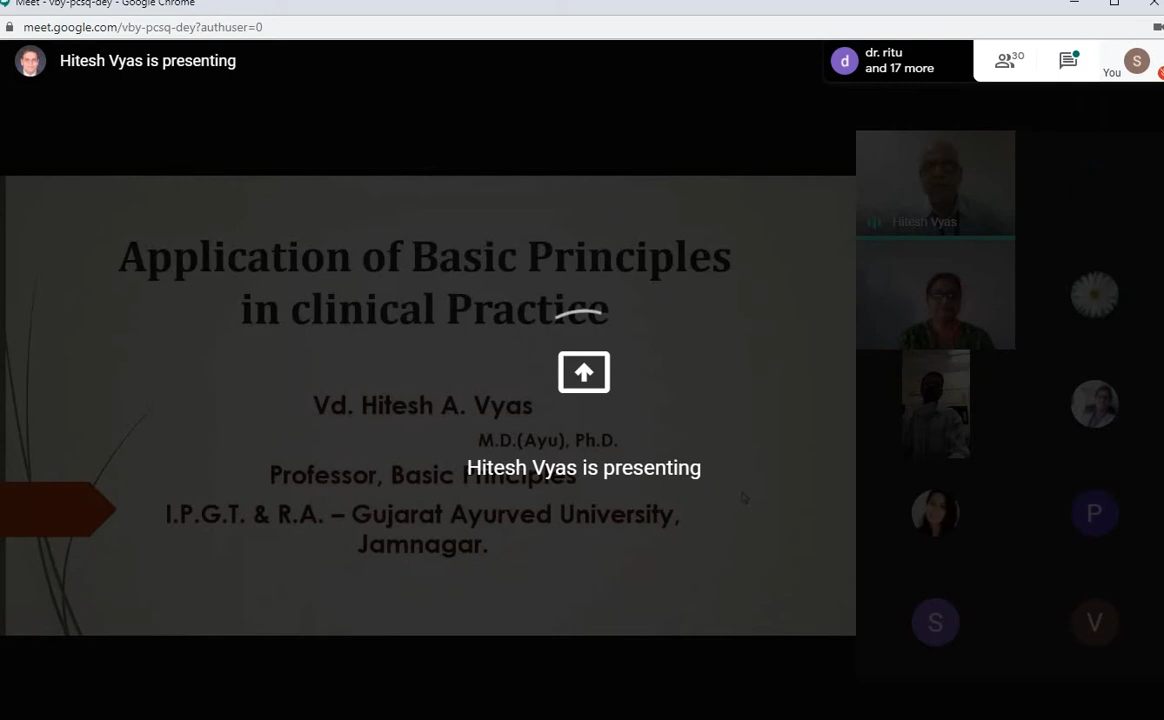 Meet - vby-pcsq-dey - Google Chrome
meet.google.com/vby-pcsq-dey?authuser=0
Hitesh Vyas is presenting
d
dr. ritu
and 17 more
30
You
S
Application of Basic Principles
in clinical Practice
Hitesh Vyas
Vd. Hitesh A. Vyas
M.D.(Ayu), Ph.D.
Hitesh Vyas is presenting
Professor, Basic Principles
I.P.G.T. & R.A. – Gujarat Ayurved University,
Jamnagar.
P
S
V